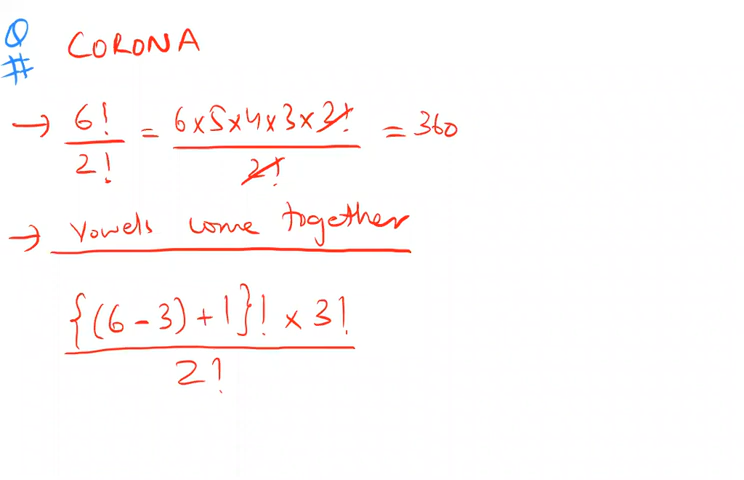 Q CORONA
#
→ 6!/2! = 6×5×4×3×2!/2! = 360
→ Vowels come together
{(6-3)+1}! × 3!
2!